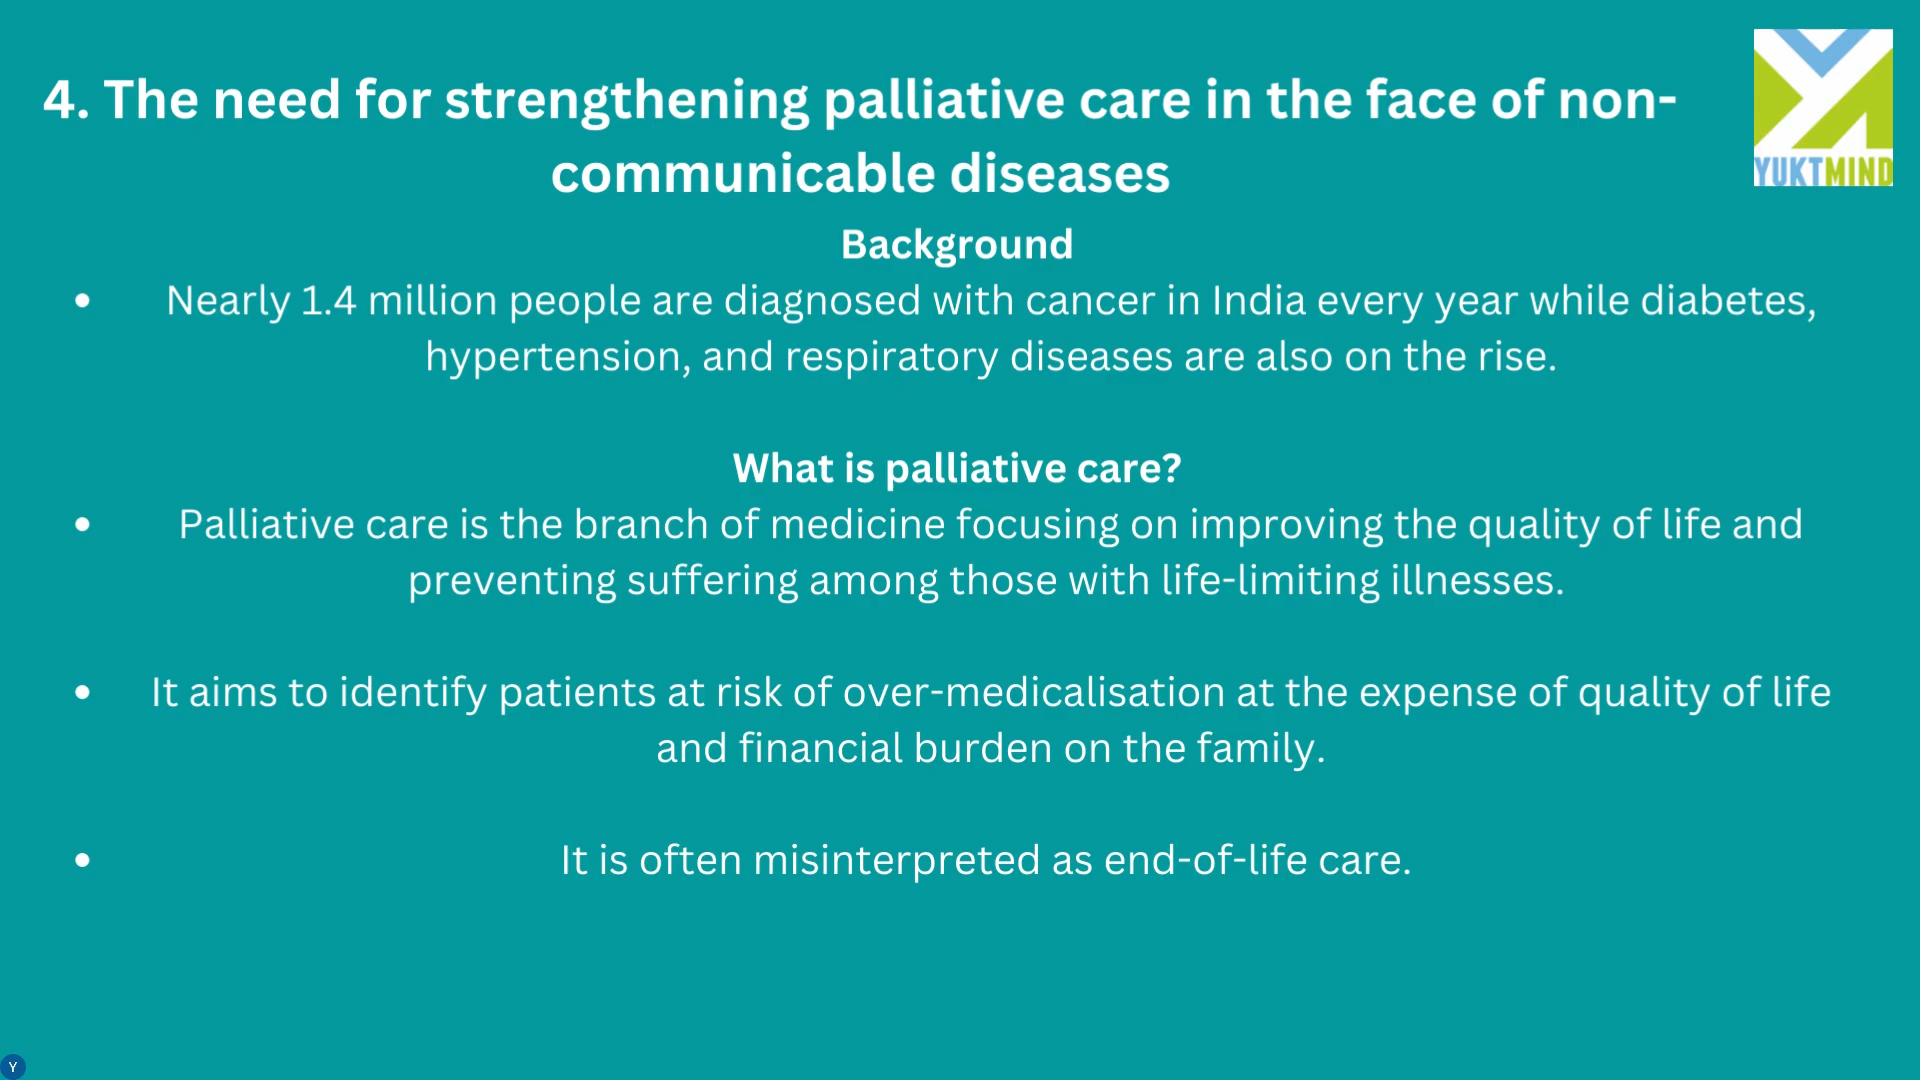 4. The need for strengthening palliative care in the face of non-
communicable diseases
YUKTMIND
Background
• Nearly 1.4 million people are diagnosed with cancer in India every year while diabetes,
hypertension, and respiratory diseases are also on the rise.
What is palliative care?
• Palliative care is the branch of medicine focusing on improving the quality of life and
preventing suffering among those with life-limiting illnesses.
• It aims to identify patients at risk of over-medicalisation at the expense of quality of life
and financial burden on the family.
• It is often misinterpreted as end-of-life care.
Y